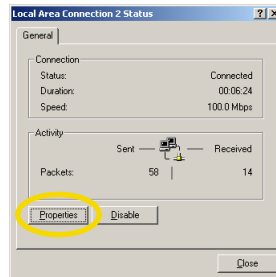 Local Area Connection 2 Status
General
Connection
Status: Connected
Duration: 00:06:24
Speed: 100.0 Mbps
Activity
Sent Received
Packets: 58 14
Properties Disable
Close